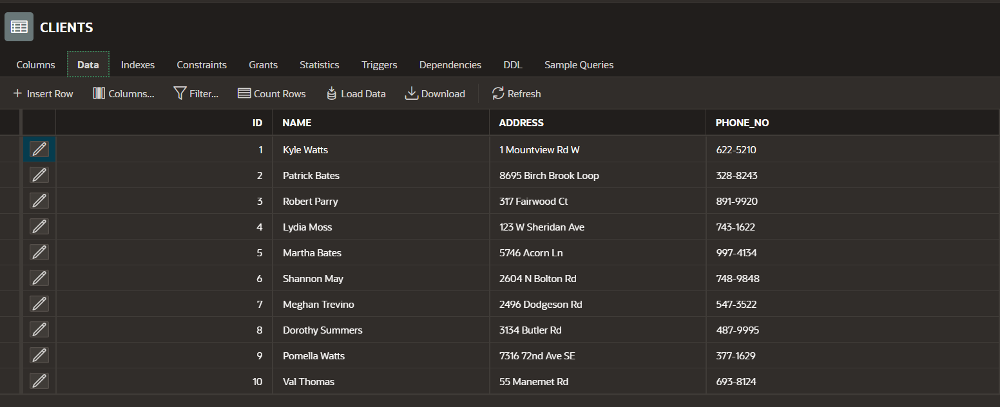 CLIENTS
Columns Data Indexes Constraints Grants Statistics Triggers Dependencies DDL Sample Queries
Insert Row Columns... Filter... Count Rows Load Data Download Refresh
ID NAME ADDRESS PHONE_NO
1 Kyle Watts 1 Mountview Rd W 622-5210
2 Patrick Bates 8695 Birch Brook Loop 328-8243
3 Robert Parry 317 Fairwood Ct 891-9920
4 Lydia Moss 123 W Sheridan Ave 743-1622
5 Martha Bates 5746 Acorn Ln 997-4134
6 Shannon May 2604 N Bolton Rd 748-9848
7 Meghan Trevino 2496 Dodgeson Rd 547-3522
8 Dorothy Summers 3134 Butler Rd 487-9995
9 Pomella Watts 7316 72nd Ave SE 377-1629
10 Val Thomas 55 Manemet Rd 693-8124